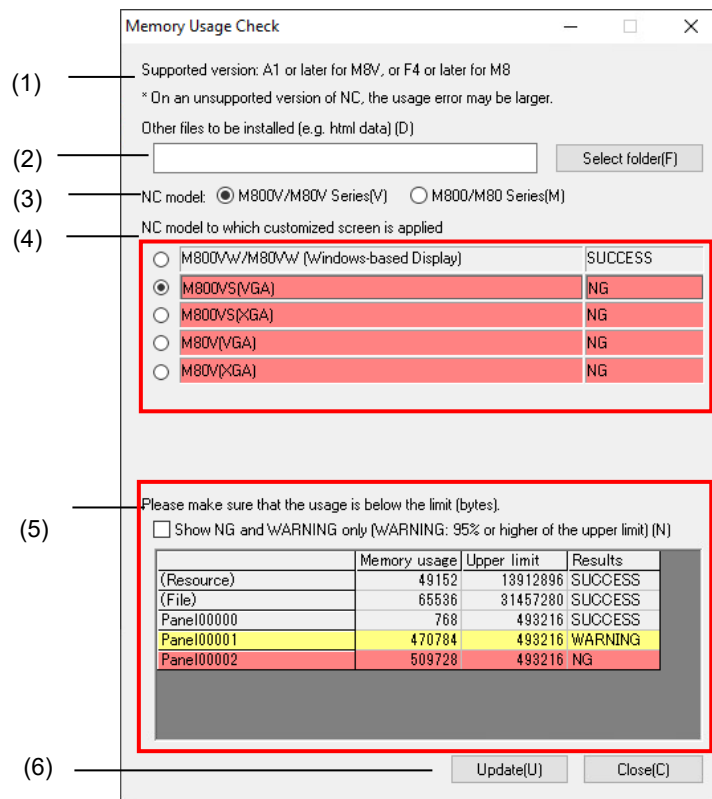 Memory Usage Check
(1)
Supported version: A1 or later for M8V, or F4 or later for M8
* On an unsupported version of NC, the usage error may be larger.
Other files to be installed (e.g. html data) (D)
(2)
Select folder(F)
(3)
NC model: M800V/M80V Series(V) M800/M80 Series(M)
(4)
NC model to which customized screen is applied
M800VW/M80VW (Windows-based Display) SUCCESS
M800VS(VGA) NG
M800VS(XGA) NG
M80V(VGA) NG
M80V(XGA) NG
(5)
Please make sure that the usage is below the limit (bytes).
Show NG and WARNING only (WARNING: 95% or higher of the upper limit) (N)
Memory usage Upper limit Results
(Resource) 49152 13912896 SUCCESS
(File) 65536 31457280 SUCCESS
Panel00000 768 493216 SUCCESS
Panel00001 470784 493216 WARNING
Panel00002 509728 493216 NG
(6)
Update(U) Close(C)